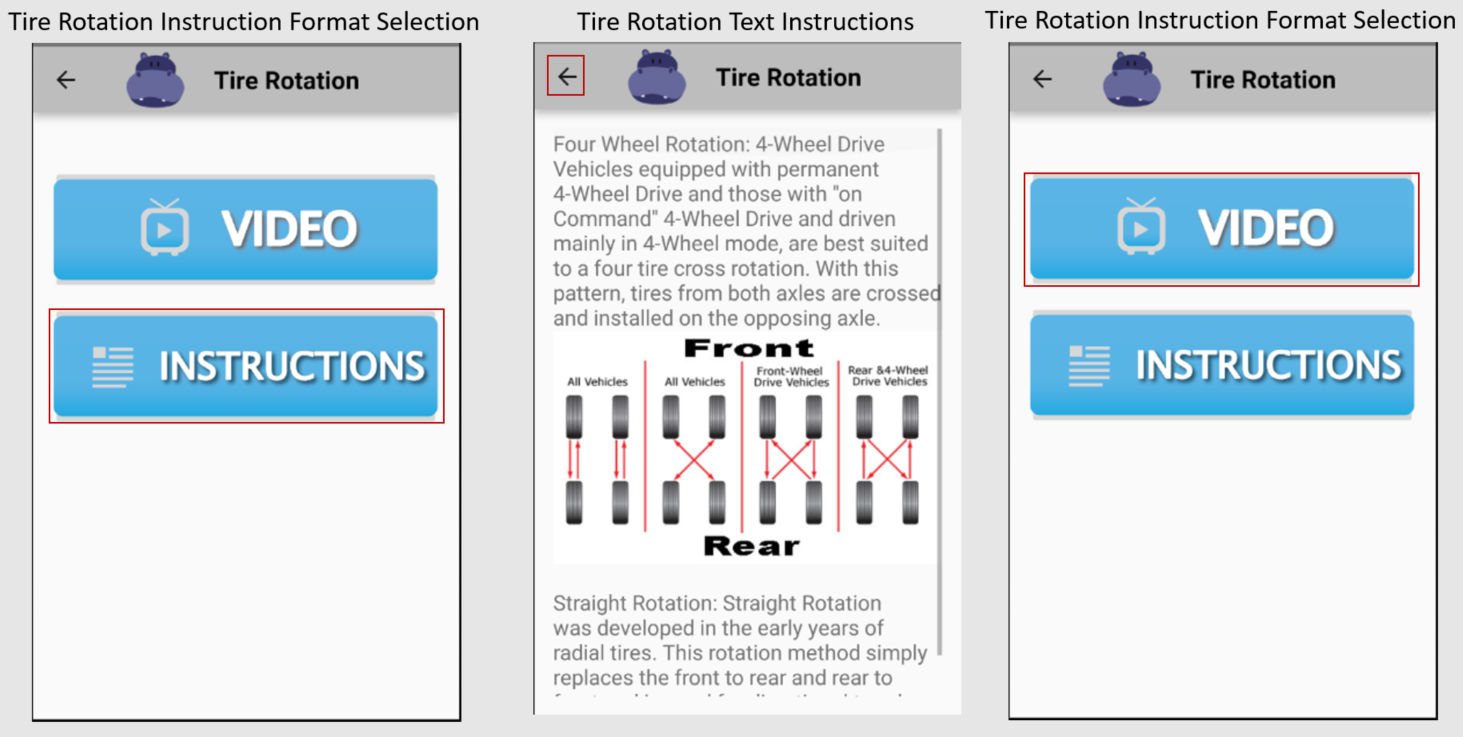 Tire Rotation Instruction Format Selection
Tire Rotation
VIDEO
INSTRUCTIONS
Tire Rotation Text Instructions
Tire Rotation
Four Wheel Rotation: 4-Wheel Drive
Vehicles equipped with permanent
4-Wheel Drive and those with "on
Command" 4-Wheel Drive and driven
mainly in 4-Wheel mode, are best suited
to a four tire cross rotation. With this
pattern, tires from both axles are crossed
and installed on the opposing axle.
Front
All Vehicles
All Vehicles
Front-Wheel
Drive Vehicles
Rear &4-Wheel
Drive Vehicles
Rear
Straight Rotation: Straight Rotation
was developed in the early years of
radial tires. This rotation method simply
replaces the front to rear and rear to
Tire Rotation Instruction Format Selection
Tire Rotation
VIDEO
INSTRUCTIONS